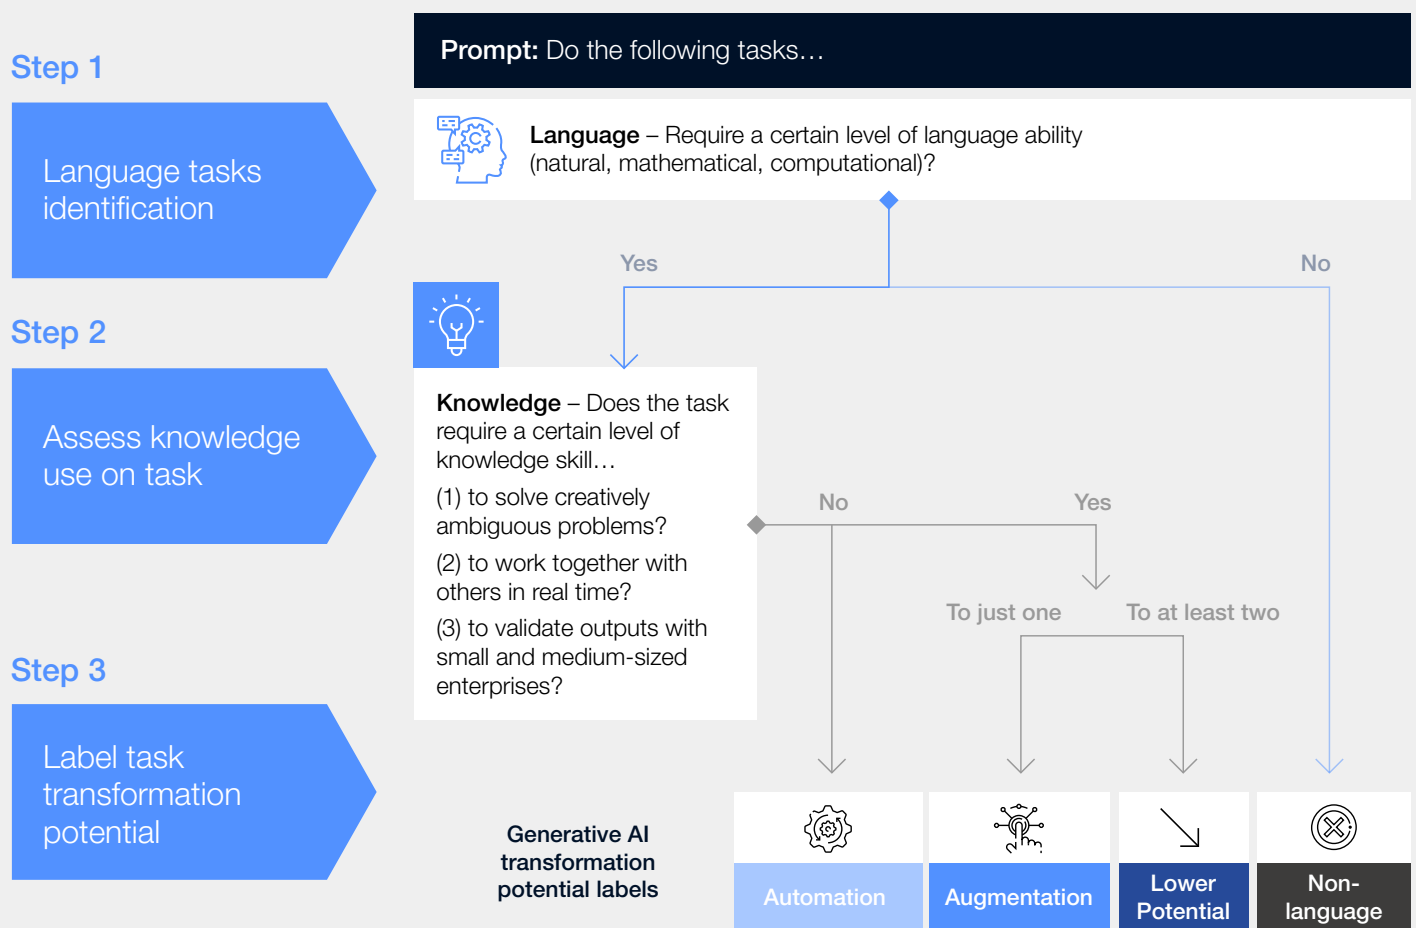 Prompt: Do the following tasks…
Step 1
Language tasks
identification
Language – Require a certain level of language ability
(natural, mathematical, computational)?
Yes
No
Step 2
Assess knowledge
use on task
Knowledge – Does the task
require a certain level of
knowledge skill…
(1) to solve creatively
ambiguous problems?
(2) to work together with
others in real time?
(3) to validate outputs with
small and medium-sized
enterprises?
No
Yes
To just one
To at least two
Step 3
Label task
transformation
potential
Generative AI
transformation
potential labels
Automation
Augmentation
Lower
Potential
Non-
language